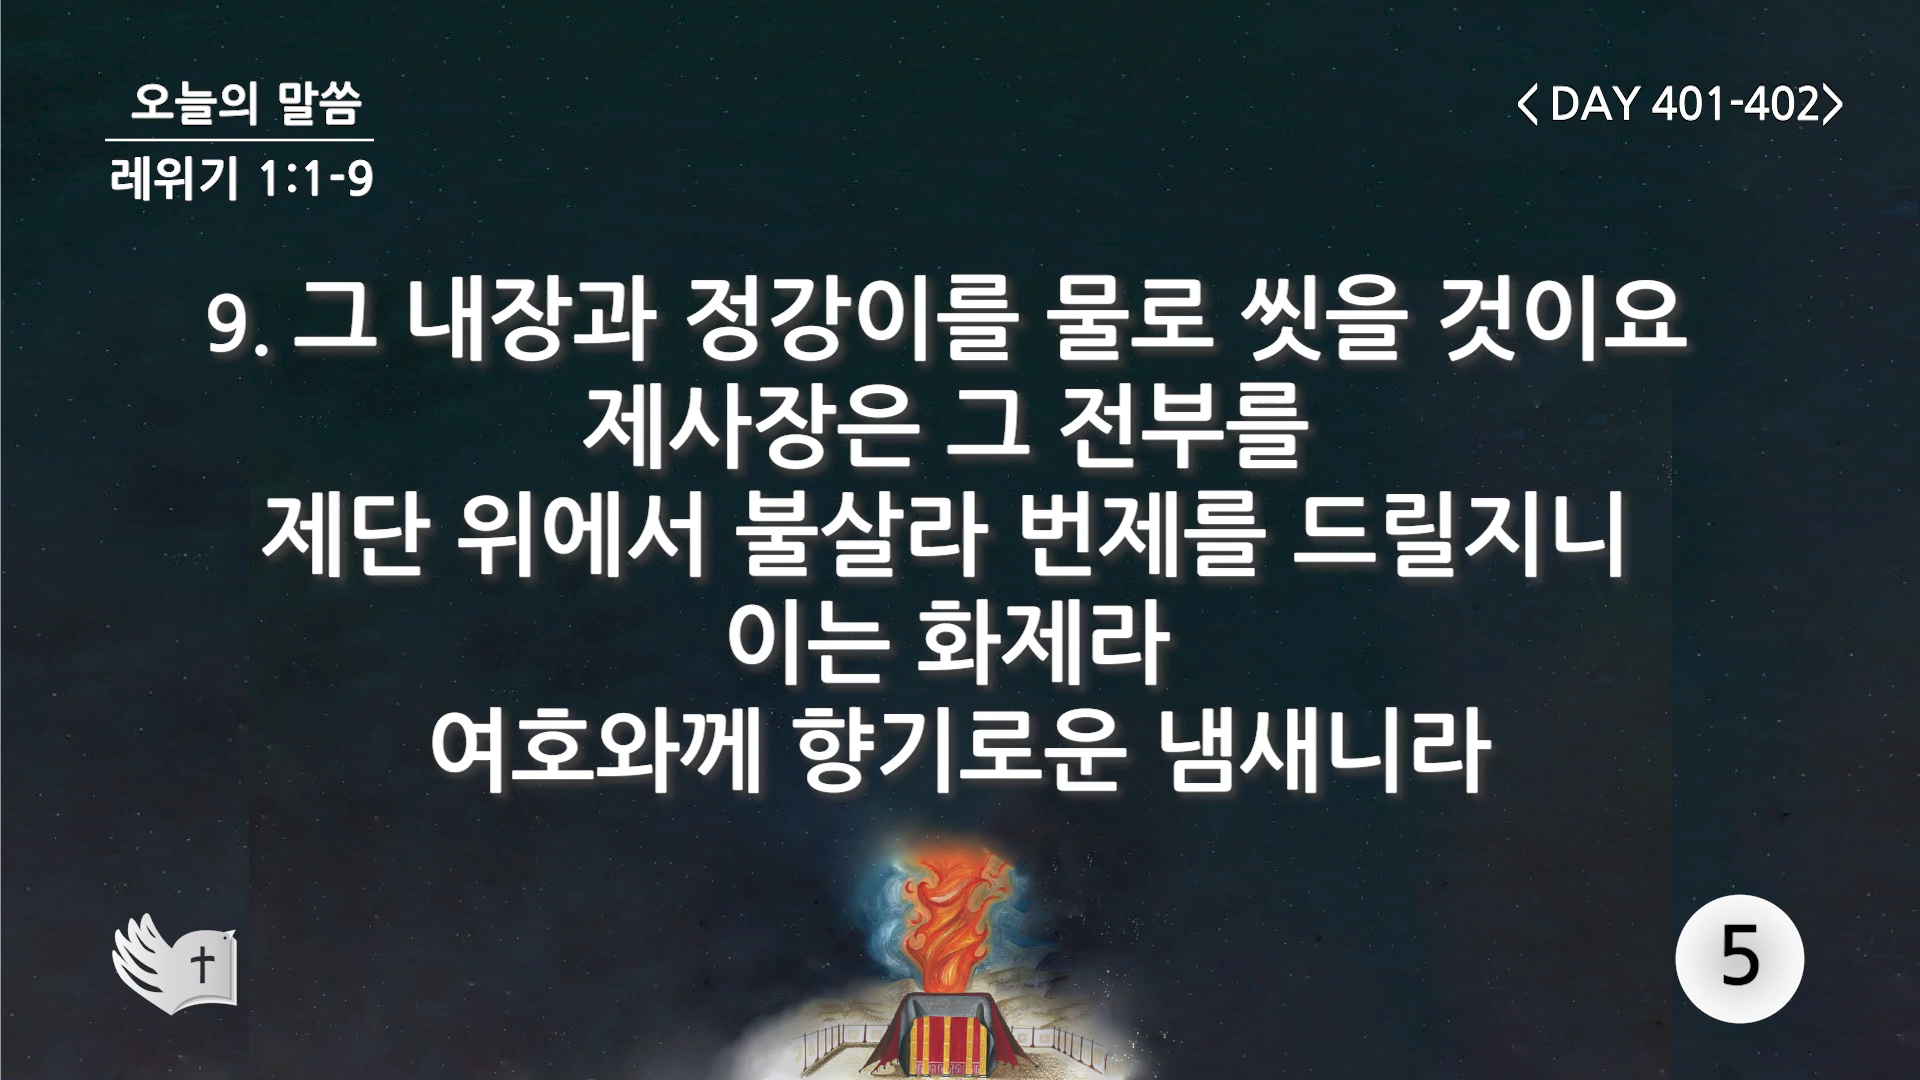 오늘의 말씀
레위기 1:1-9
<DAY 401-402>
9. 그 내장과 정강이를 물로 씻을 것이요
제사장은 그 전부를
제단 위에서 불살라 번제를 드릴지니
이는 화제라
여호와께 향기로운 냄새니라
5